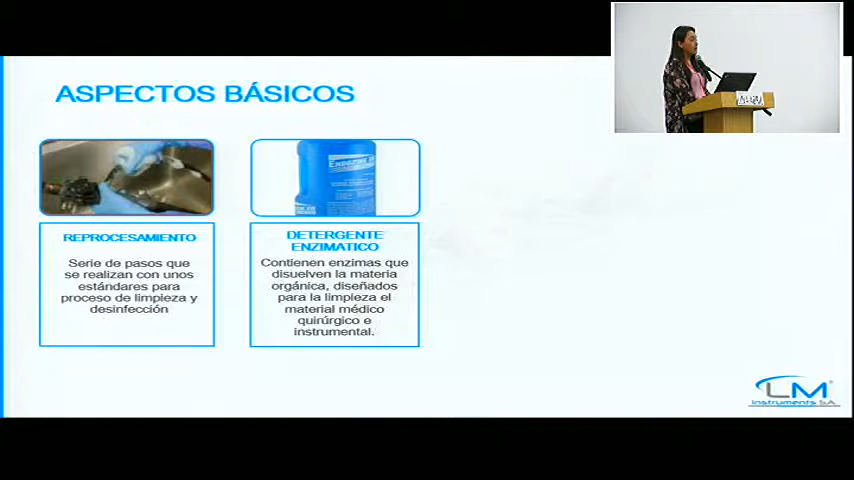 ASPECTOS BÁSICOS
ENDOZIME
REPROCESAMIENTO
Serie de pasos que
se realizan con unos
estándares para
proceso de limpieza y
desinfección
DETERGENTE
ENZIMATICO
Contienen enzimas que
disuelven la materia
orgánica, diseñados
para la limpieza el
material médico
quirúrgico e
instrumental.
LM
instruments S.A.